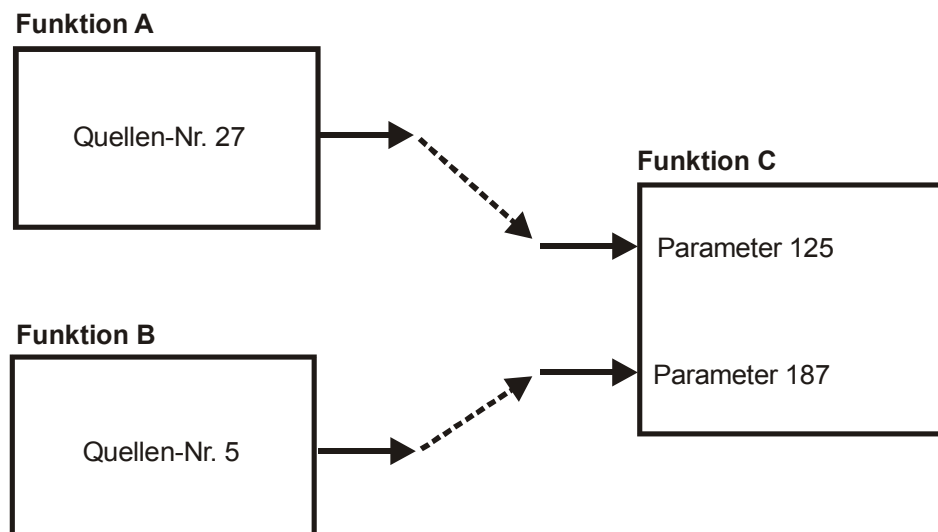 Funktion A
Quellen-Nr. 27
Funktion C
Parameter 125
Funktion B
Parameter 187
Quellen-Nr. 5